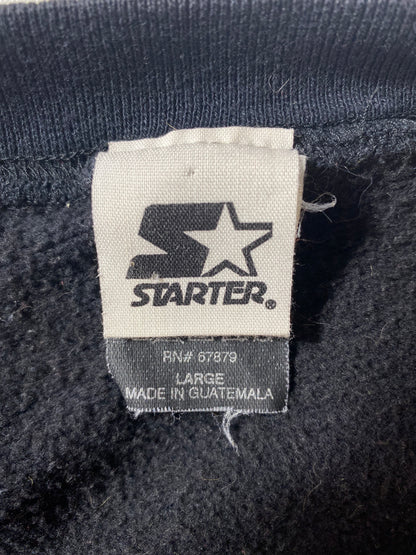 STARTER®
RN# 67879
LARGE
MADE IN GUATEMALA